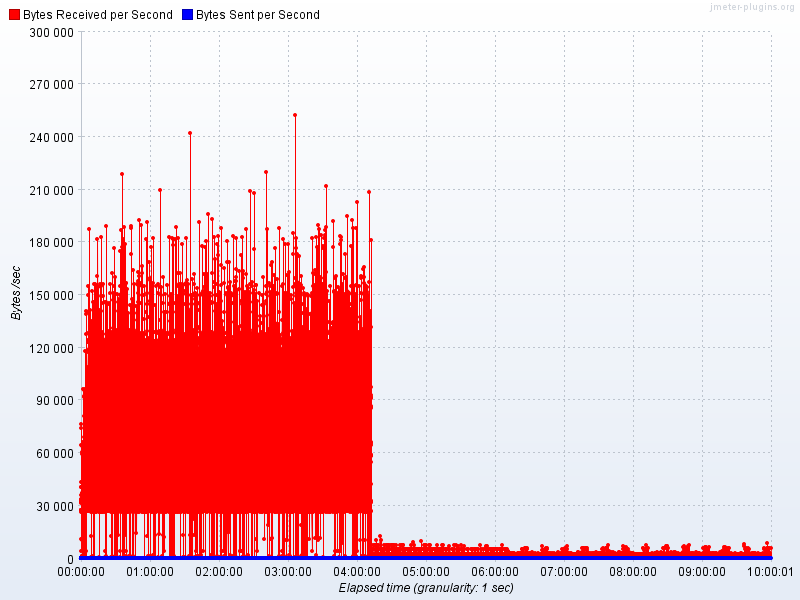 jmeter-plugins.org
Bytes Received per Second Bytes Sent per Second
300 000
270 000
240 000
210 000
180 000
150 000
120 000
90 000
60 000
30 000
0
Bytes /sec
00:00:00 01:00:00 02:00:00 03:00:00 04:00:00 05:00:00 06:00:00 07:00:00 08:00:00 09:00:00 10:00:01
Elapsed time (granularity: 1 sec)